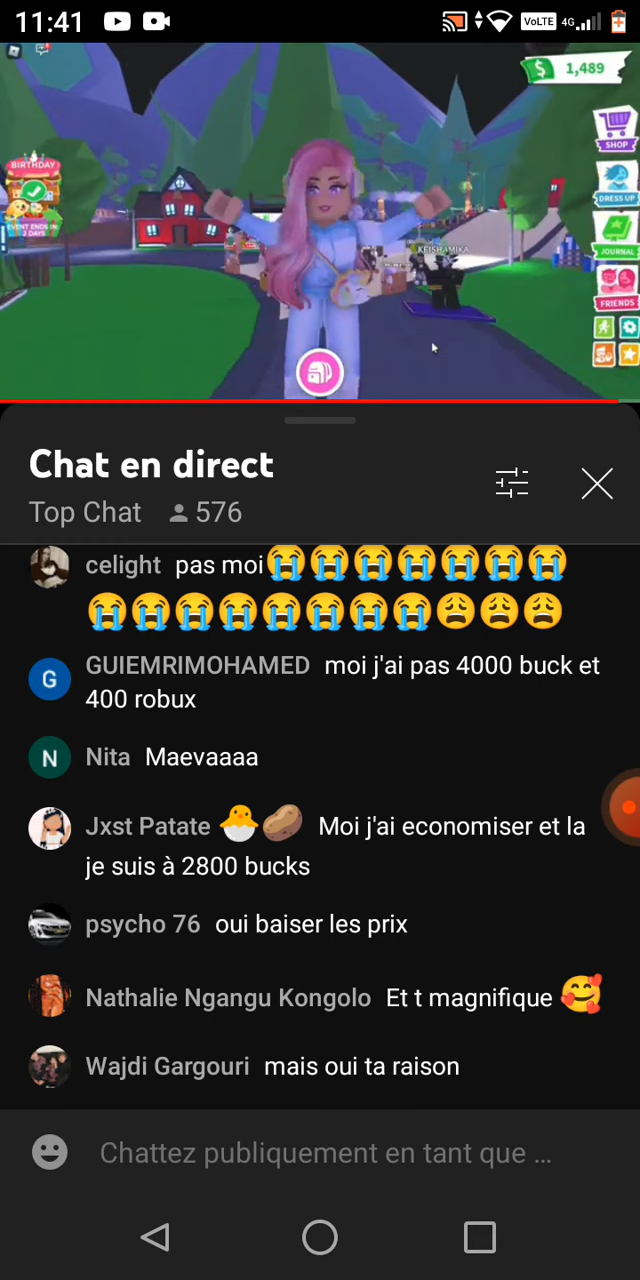 11:41
VoLTE
4G
$ 1,489
BIRTHDAY
SHOP
EVENT ENDS IN
2 DAYS
DRESS UP
KEISHAMIKA
JOURNAL
FRIENDS
Chat en direct
Top Chat 576
celight pas moi😭😭😭😭😭😭😭
😭😭😭😭😭😭😭😭😩😩😩
G
GUIEMRIMOHAMED moi j'ai pas 4000 buck et
400 robux
N
Nita Maevaaaa
Jxst Patate 🐣🥔 Moi j'ai economiser et la
je suis à 2800 bucks
psycho 76 oui baiser les prix
Nathalie Ngangu Kongolo Et t magnifique 🥰
Wajdi Gargouri mais oui ta raison
Chattez publiquement en tant que ...